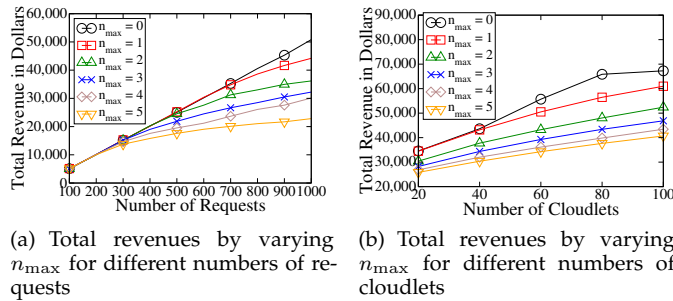 60,000
50,000
40,000
30,000
20,000
10,000
0
Total Revenue in Dollars
n_max = 0
n_max = 1
n_max = 2
n_max = 3
n_max = 4
n_max = 5
100 200 300 400 500 600 700 800 900 1000
Number of Requests
(a) Total revenues by varying
n_max for different numbers of re-
quests
90,000
80,000
70,000
60,000
50,000
40,000
30,000
20,000
Total Revenue in Dollars
n_max = 0
n_max = 1
n_max = 2
n_max = 3
n_max = 4
n_max = 5
20 40 60 80 100
Number of Cloudlets
(b) Total revenues by varying
n_max for different numbers of
cloudlets